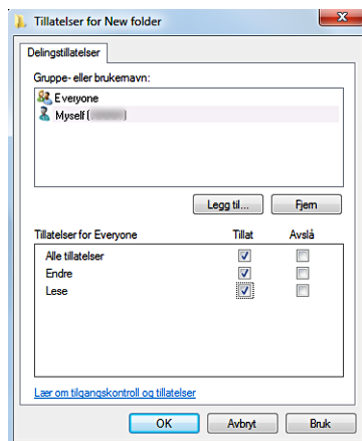 Tillatelser for New folder
Delingstillatelser
Gruppe- eller brukernavn:
Everyone
Myself (
Legg til... Fjern
Tillatelser for Everyone Tillat Avslå
Alle tillatelser
Endre
Lese
Lær om tilgangskontroll og tillatelser
OK Avbryt Bruk